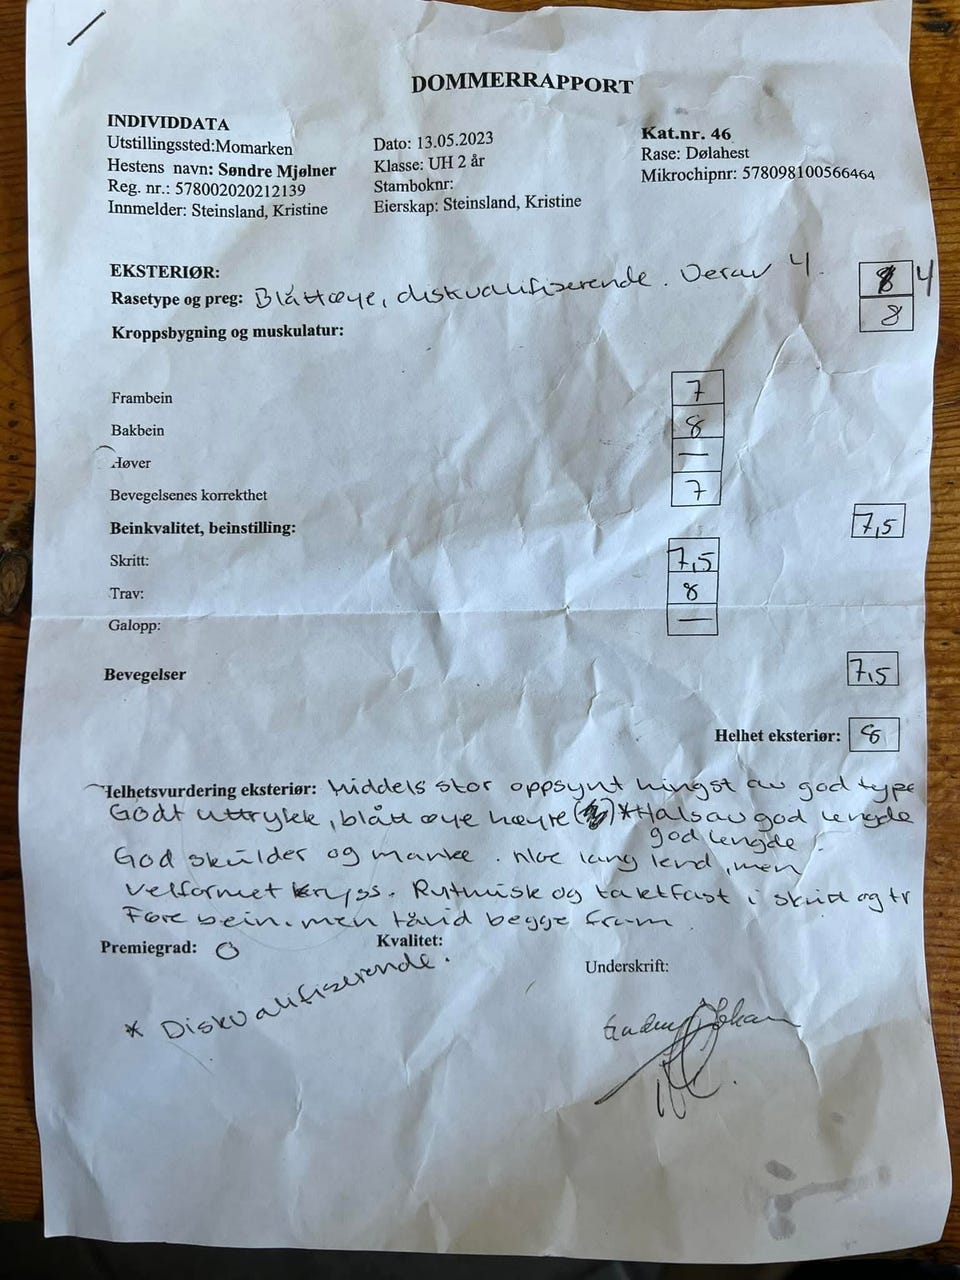 DOMMERRAPPORT
INDIVIDDATA
Utstillingssted:Momarken
Hestens navn: Søndre Mjølner
Reg. nr.: 578002020212139
Innmelder: Steinsland, Kristine
Dato: 13.05.2023
Klasse: UH 2 år
Stamboknr:
Eierskap: Steinsland, Kristine
Kat.nr. 46
Rase: Dølahest
Mikrochipnr: 578098100566464
EKSTERIØR:
Rasetype og preg: Blått øye, diskvalifiserende. Derav 4. 8 4
Kroppsbygning og muskulatur: 8
Frambein 7
Bakbein 8
Høver —
Bevegelsenes korrekthet 7
Beinkvalitet, beinstilling: 7,5
Skritt: 7,5
Trav: 8
Galopp: —
Bevegelser 7,5
Helhet eksteriør: 8
Helhetsvurdering eksteriør: Middels stor oppsynt hingst av god type
Godt uttrykk, blått øye høyre * Hals av god lengde
god lengde
God skulder og manke. Noe lang lend, men
velformet kryss. Rytmisk og taktfast i skritt og tr
Føre bein, men tåvid begge fram.
Premiegrad: 0 Kvalitet:
Underskrift:
* Diskvalifiserende.